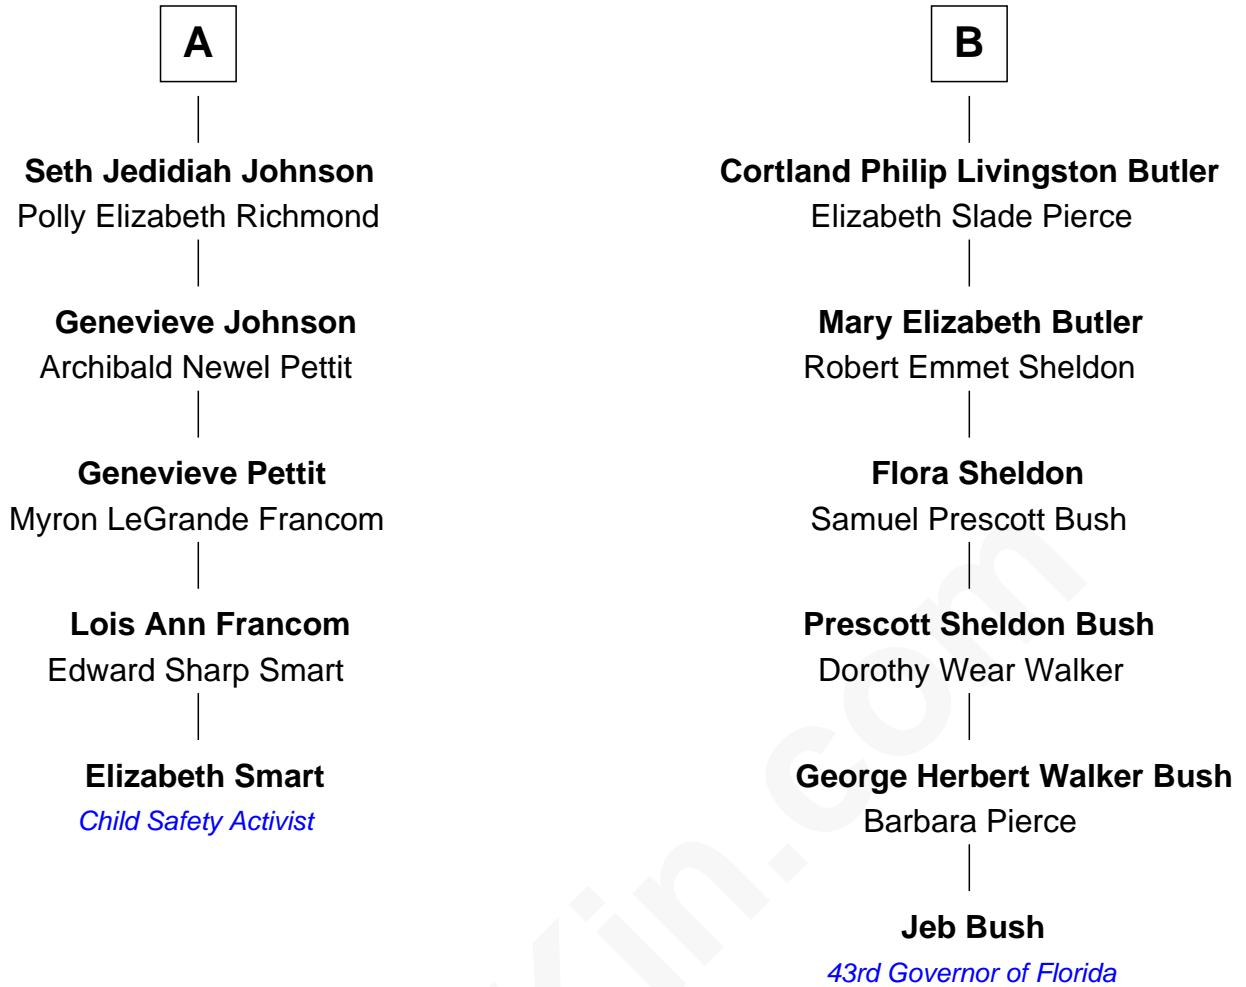 A
Seth Jedidiah Johnson
Polly Elizabeth Richmond
Genevieve Johnson
Archibald Newel Pettit
Genevieve Pettit
Myron LeGrande Francom
Lois Ann Francom
Edward Sharp Smart
Elizabeth Smart
Child Safety Activist
B
Cortland Philip Livingston Butler
Elizabeth Slade Pierce
Mary Elizabeth Butler
Robert Emmet Sheldon
Flora Sheldon
Samuel Prescott Bush
Prescott Sheldon Bush
Dorothy Wear Walker
George Herbert Walker Bush
Barbara Pierce
Jeb Bush
43rd Governor of Florida